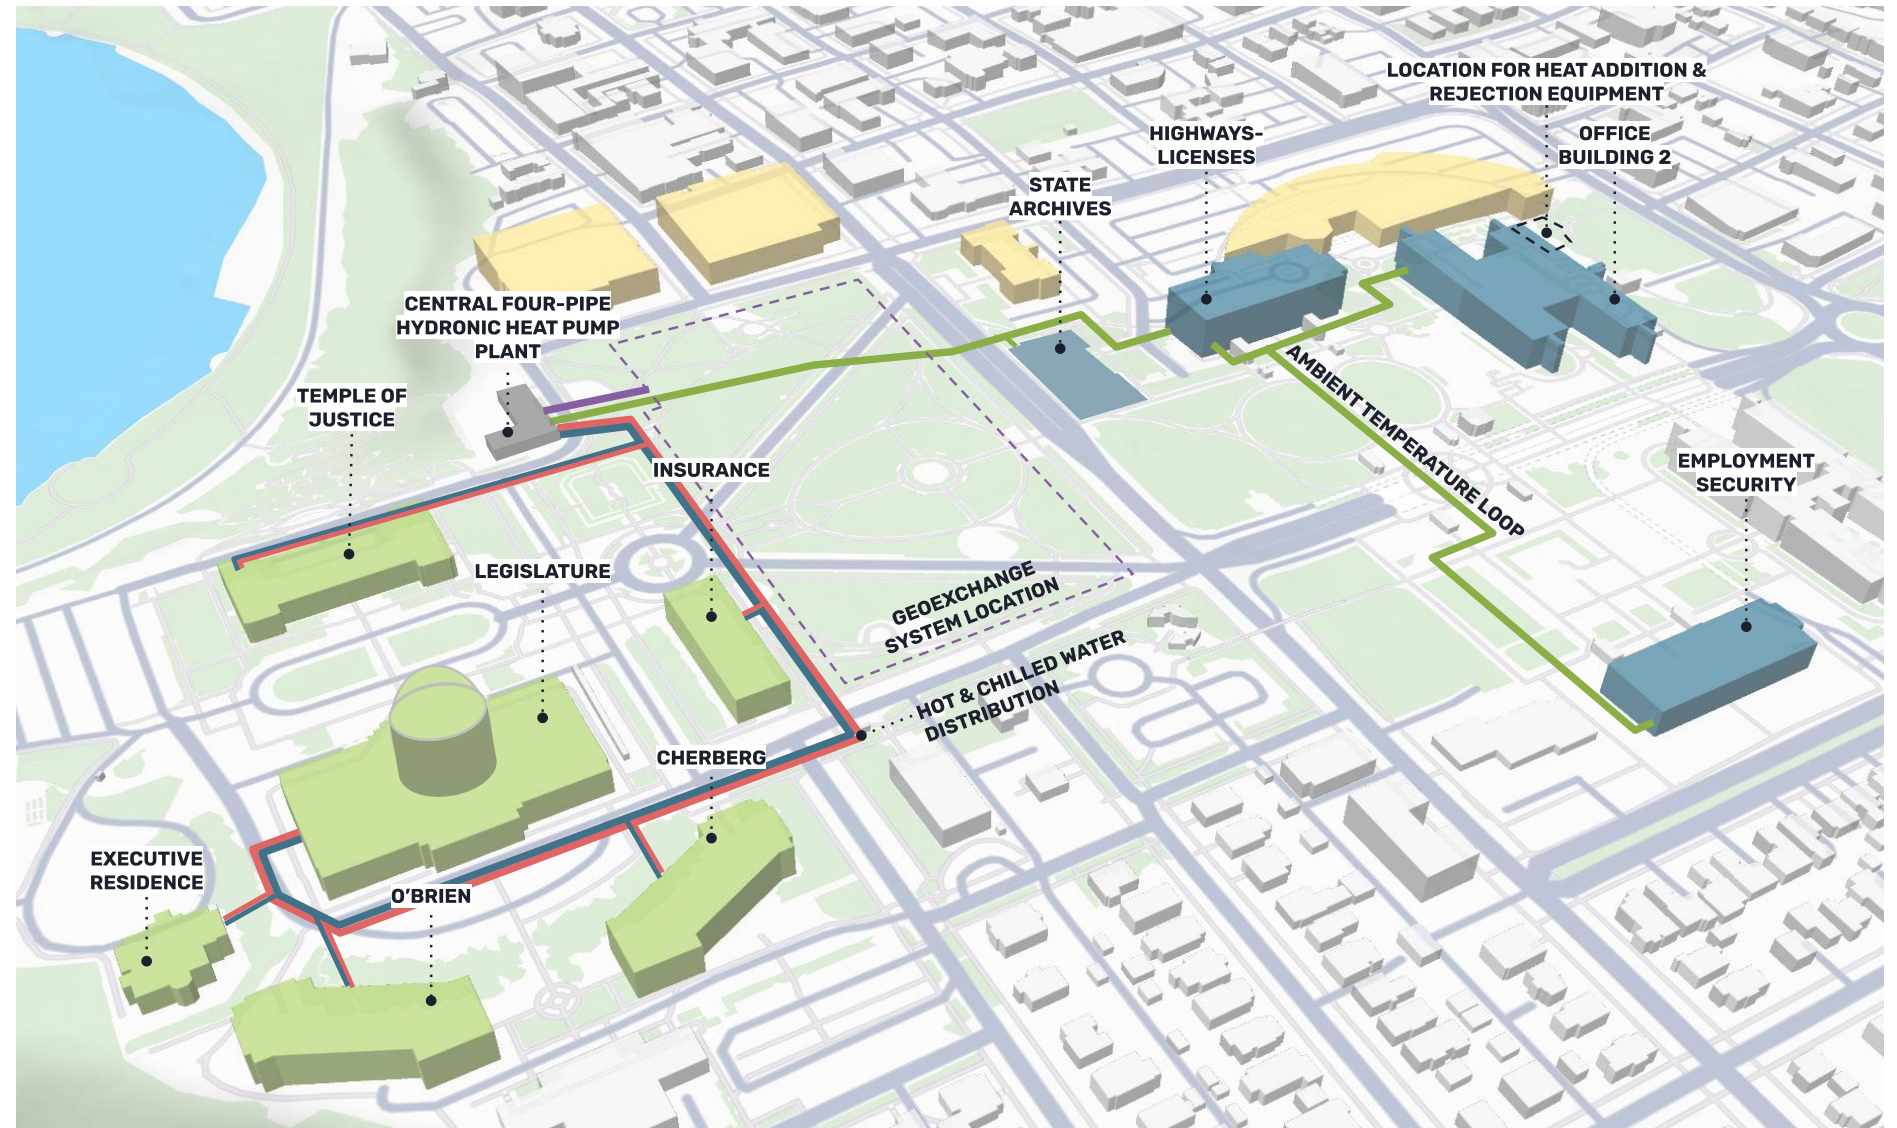 LOCATION FOR HEAT ADDITION &
REJECTION EQUIPMENT
HIGHWAYS-
LICENSES
OFFICE
BUILDING 2
STATE
ARCHIVES
CENTRAL FOUR-PIPE
HYDRONIC HEAT PUMP
PLANT
TEMPLE OF
JUSTICE
AMBIENT TEMPERATURE LOOP
INSURANCE
EMPLOYMENT
SECURITY
LEGISLATURE
GEOEXCHANGE
SYSTEM LOCATION
HOT & CHILLED WATER
DISTRIBUTION
CHERBERG
EXECUTIVE
RESIDENCE
O’BRIEN